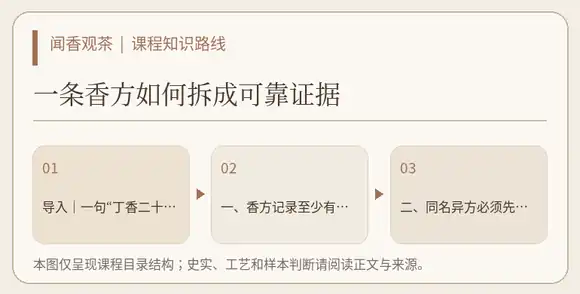 闻香观茶｜课程知识路线
一条香方如何拆成可靠证据
01
导入｜一句“丁香二十…
02
一、香方记录至少有…
03
二、同名异方必须先…
本图仅呈现课程目录结构；史实、工艺和样本判断请阅读正文与来源。